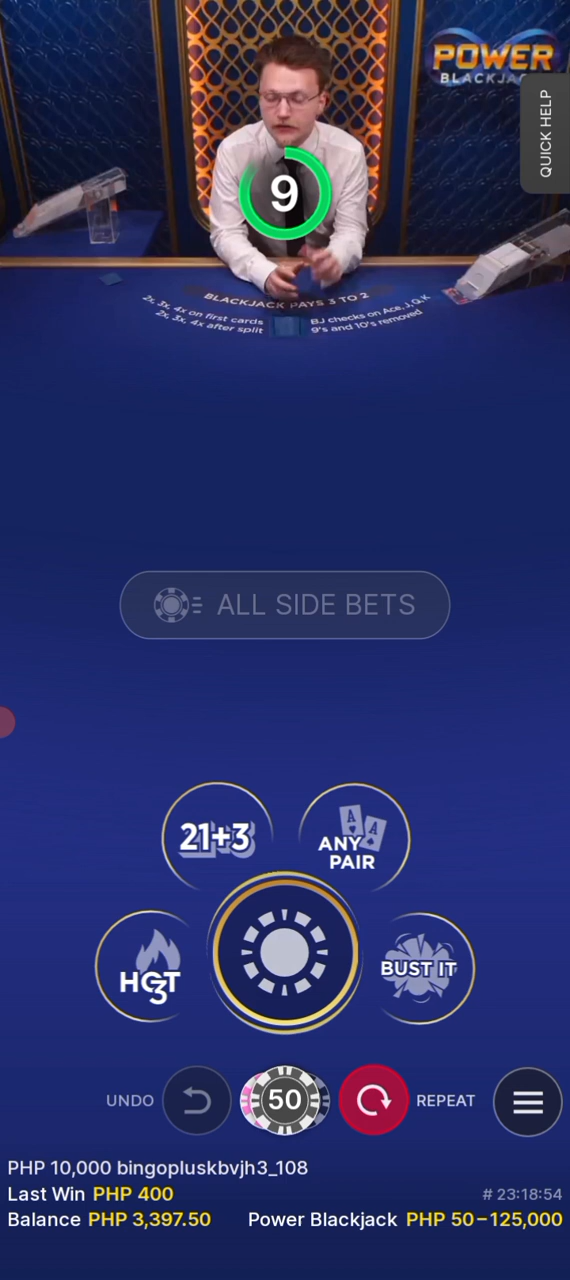 POWER
BLACKJACK
QUICK HELP
9
BLACKJACK PAYS 3 TO 2
2x, 3x, 4x on first cards
2x, 3x, 4x after split
BJ checks on Ace, J, Q, K
9's and 10's removed
ALL SIDE BETS
21+3
ANY PAIR
HOT 3
BUST IT
UNDO
50
REPEAT
PHP 10,000 bingopluskbvjh3_108
Last Win PHP 400
# 23:18:54
Balance PHP 3,397.50
Power Blackjack PHP 50–125,000